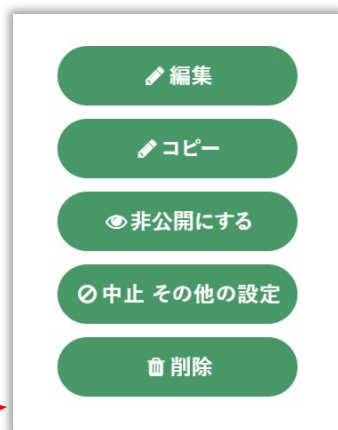 編集
コピー
非公開にする
中止 その他の設定
削除